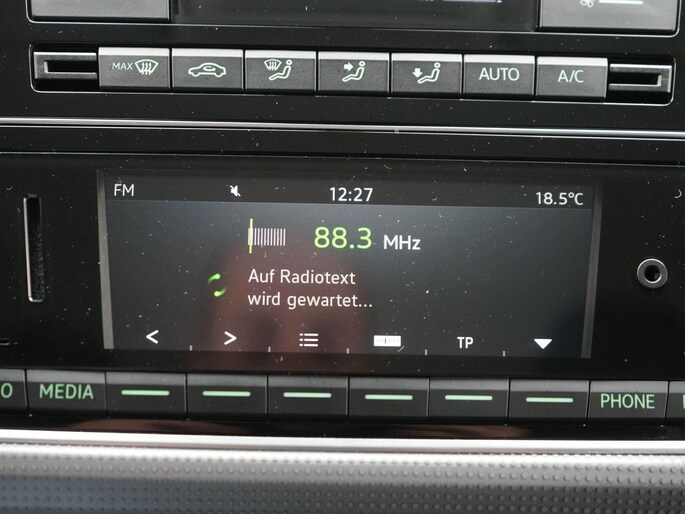 MAX
AUTO
A/C
FM 12:27 18.5°C
88.3 MHz
Auf Radiotext
wird gewartet...
< > TP
MEDIA PHONE